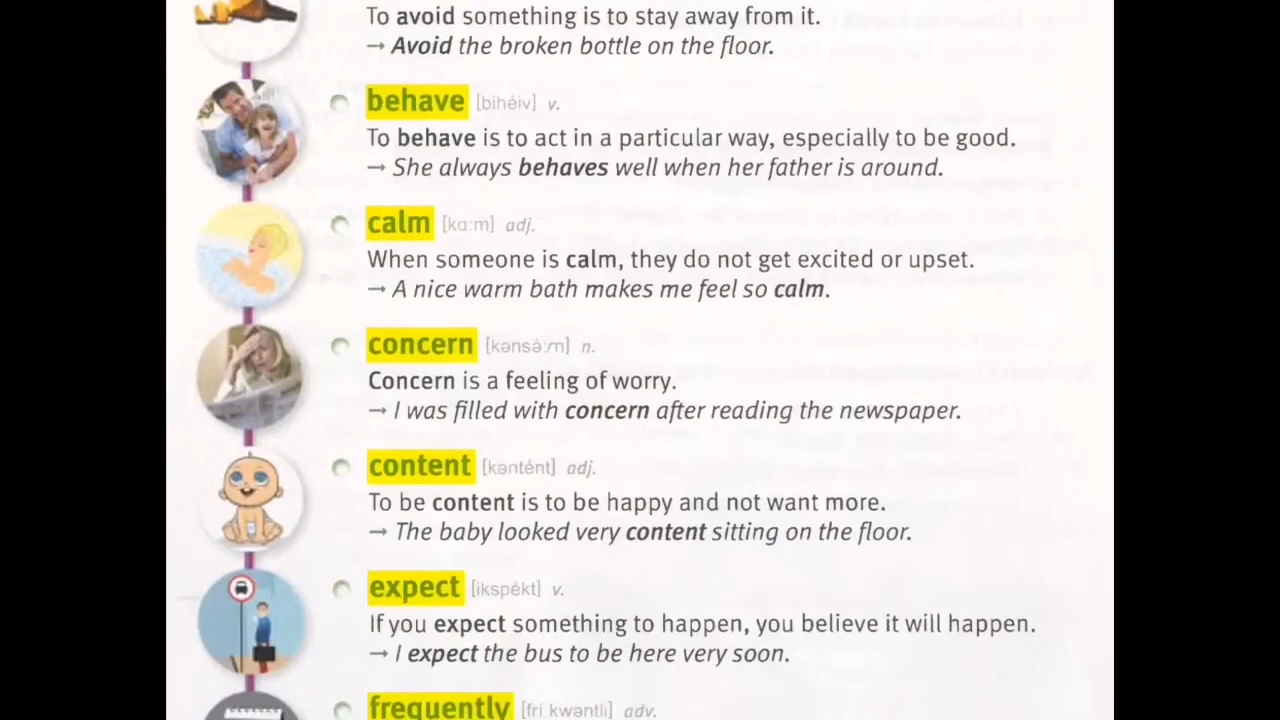 To avoid something is to stay away from it.
→ Avoid the broken bottle on the floor.
behave [bihéiv] v.
To behave is to act in a particular way, especially to be good.
→ She always behaves well when her father is around.
calm [kɑːm] adj.
When someone is calm, they do not get excited or upset.
→ A nice warm bath makes me feel so calm.
concern [kənsə́ːrn] n.
Concern is a feeling of worry.
→ I was filled with concern after reading the newspaper.
content [kəntént] adj.
To be content is to be happy and not want more.
→ The baby looked very content sitting on the floor.
expect [ikspékt] v.
If you expect something to happen, you believe it will happen.
→ I expect the bus to be here very soon.
frequently [fríːkwəntli] adv.